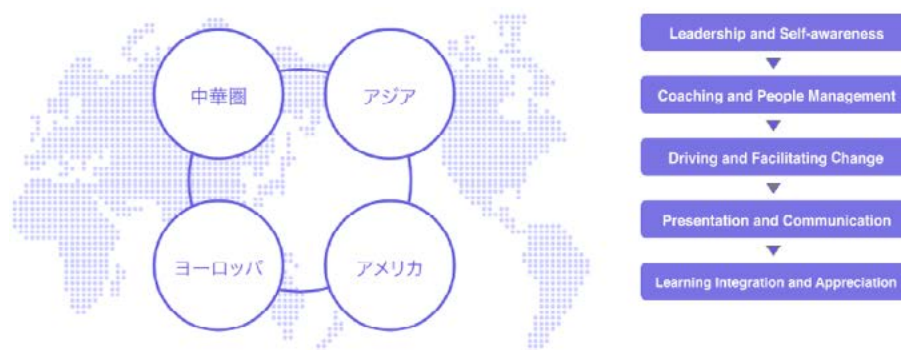 中華圏
アジア
ヨーロッパ
アメリカ
Leadership and Self-awareness
Coaching and People Management
Driving and Facilitating Change
Presentation and Communication
Learning Integration and Appreciation